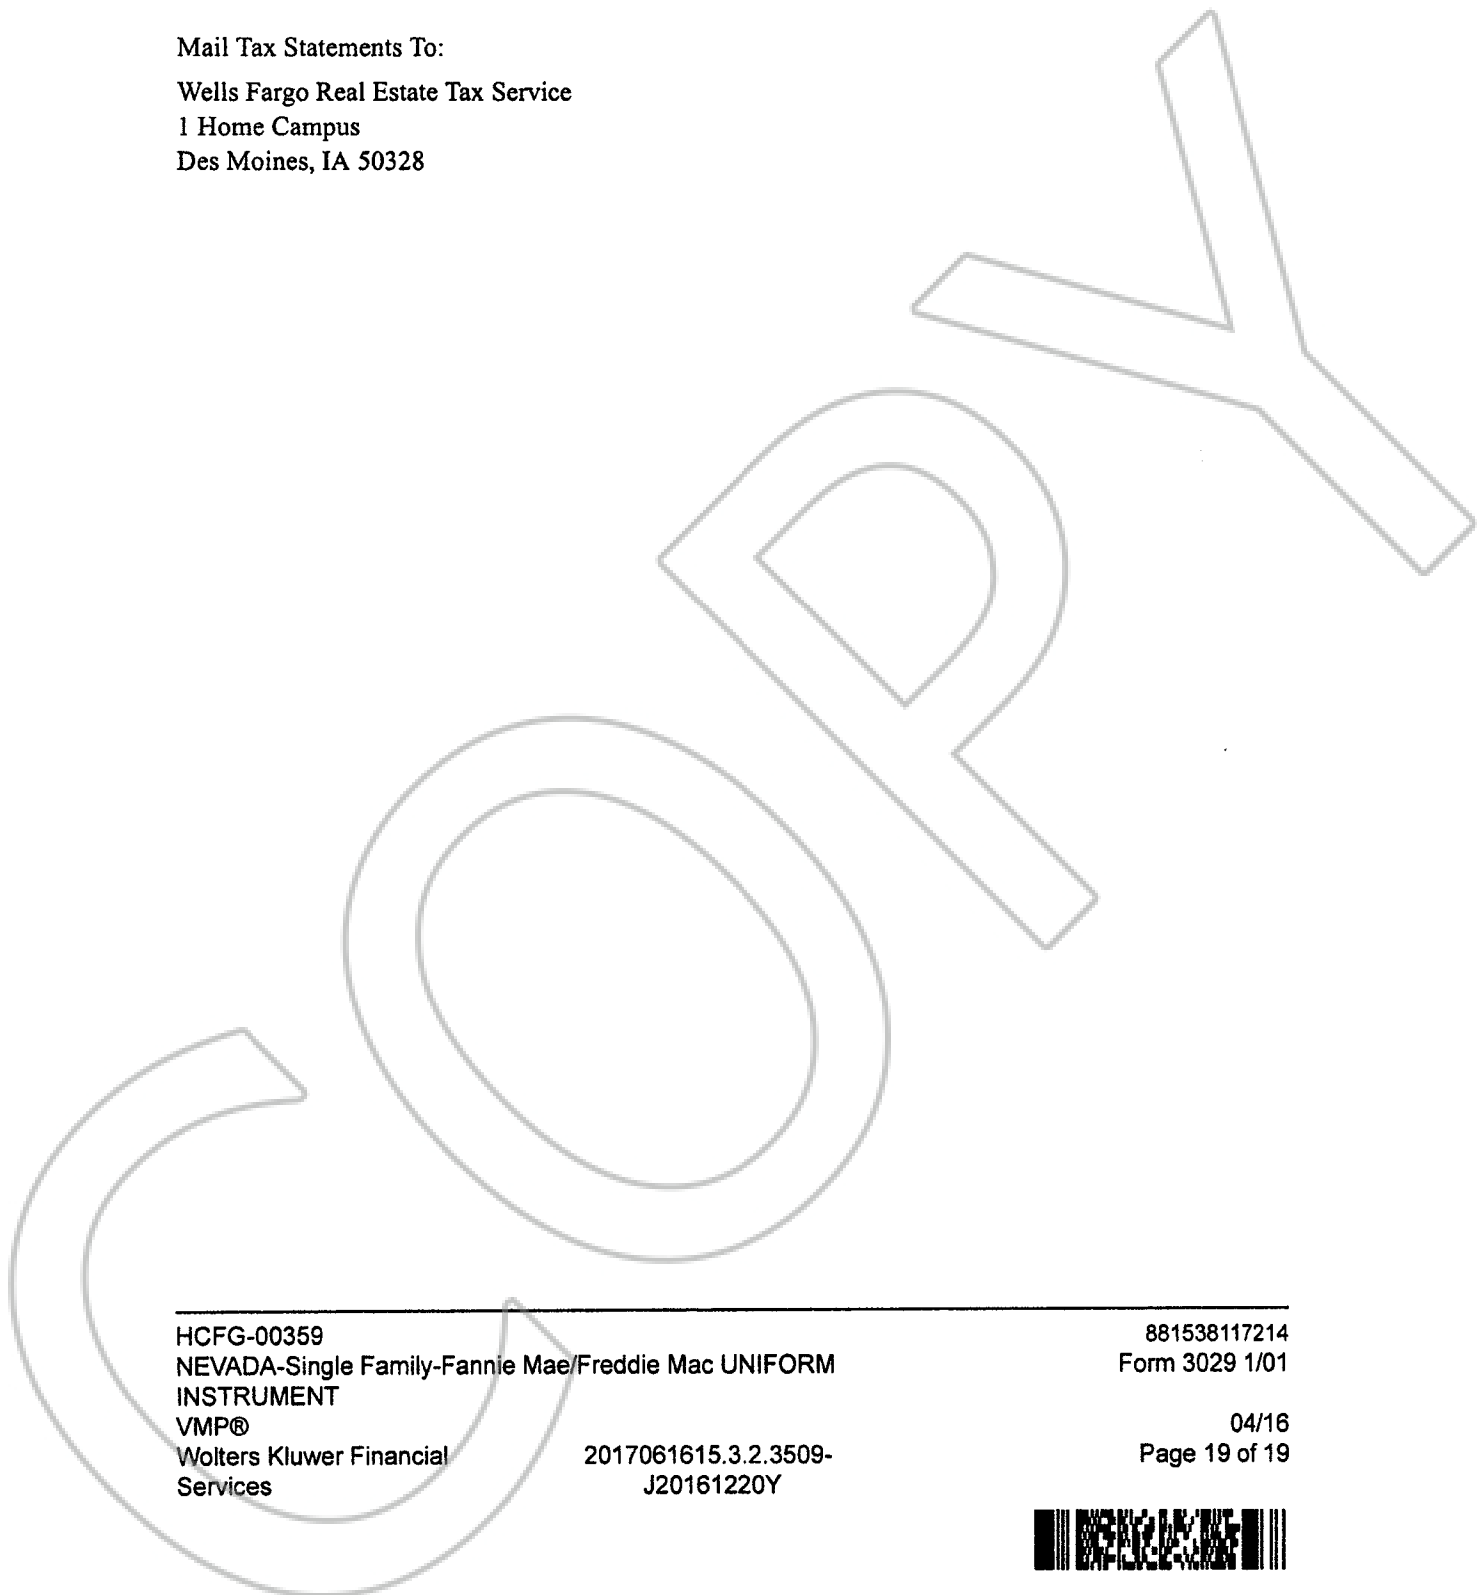 Mail Tax Statements To:
Wells Fargo Real Estate Tax Service
1 Home Campus
Des Moines, IA 50328
COPY
HCFG-00359 881538117214
NEVADA-Single Family-Fannie Mae/Freddie Mac UNIFORM Form 3029 1/01
INSTRUMENT
VMP® 04/16
Wolters Kluwer Financial 2017061615.3.2.3509- Page 19 of 19
Services J20161220Y